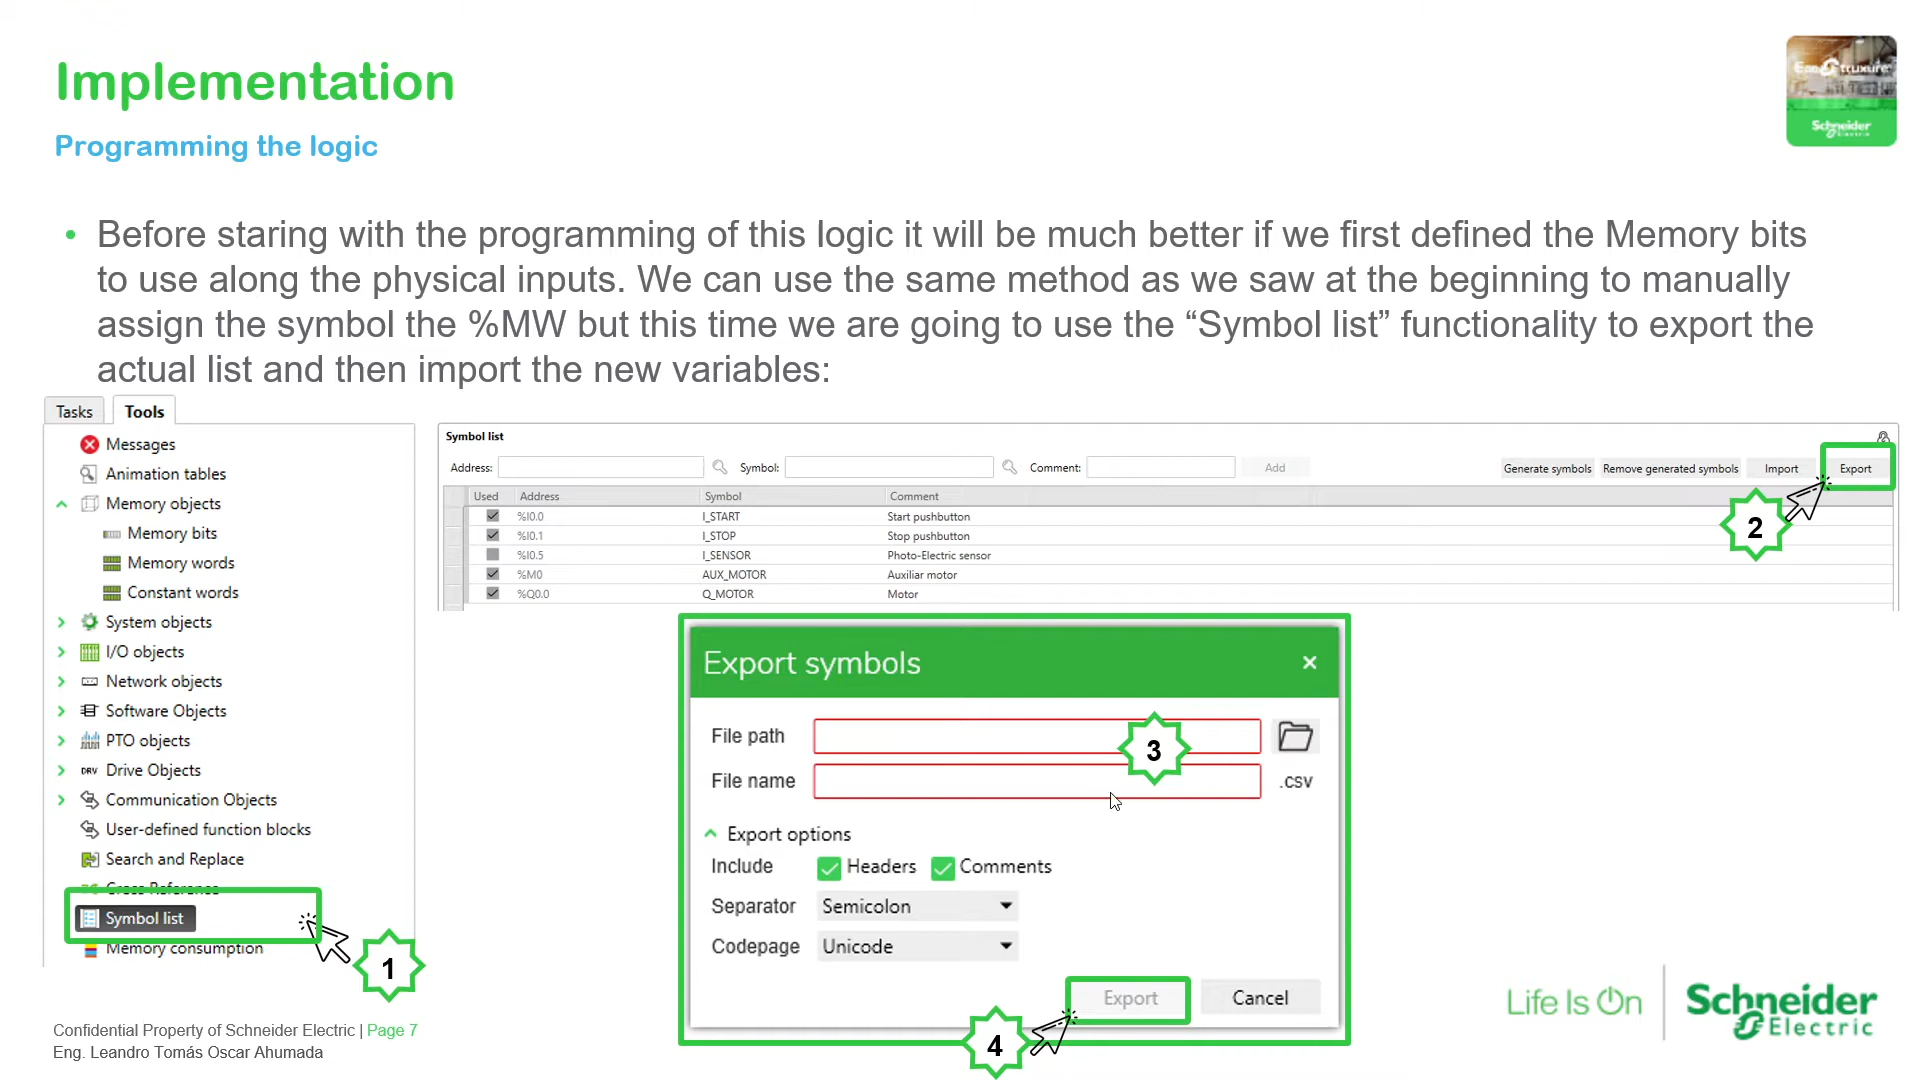 Implementation
Programming the logic
EcoStruxure
Schneider
Electric
• Before staring with the programming of this logic it will be much better if we first defined the Memory bits
to use along the physical inputs. We can use the same method as we saw at the beginning to manually
assign the symbol the %MW but this time we are going to use the “Symbol list” functionality to export the
actual list and then import the new variables:
Tasks Tools
Messages
Animation tables
Memory objects
Memory bits
Memory words
Constant words
System objects
I/O objects
Network objects
Software Objects
PTO objects
DRV Drive Objects
Communication Objects
User-defined function blocks
Search and Replace
Cross Reference
Symbol list
Memory consumption
1
Symbol list
Address: Symbol: Comment: Add Generate symbols Remove generated symbols Import Export
2
Used Address Symbol Comment
%I0.0 I_START Start pushbutton
%I0.1 I_STOP Stop pushbutton
%I0.5 I_SENSOR Photo-Electric sensor
%M0 AUX_MOTOR Auxiliar motor
%Q0.0 Q_MOTOR Motor
Export symbols ×
File path
3
File name .csv
Export options
Include Headers Comments
Separator Semicolon
Codepage Unicode
Export Cancel
4
Confidential Property of Schneider Electric | Page 7
Eng. Leandro Tomás Oscar Ahumada
Life Is On
Schneider
Electric